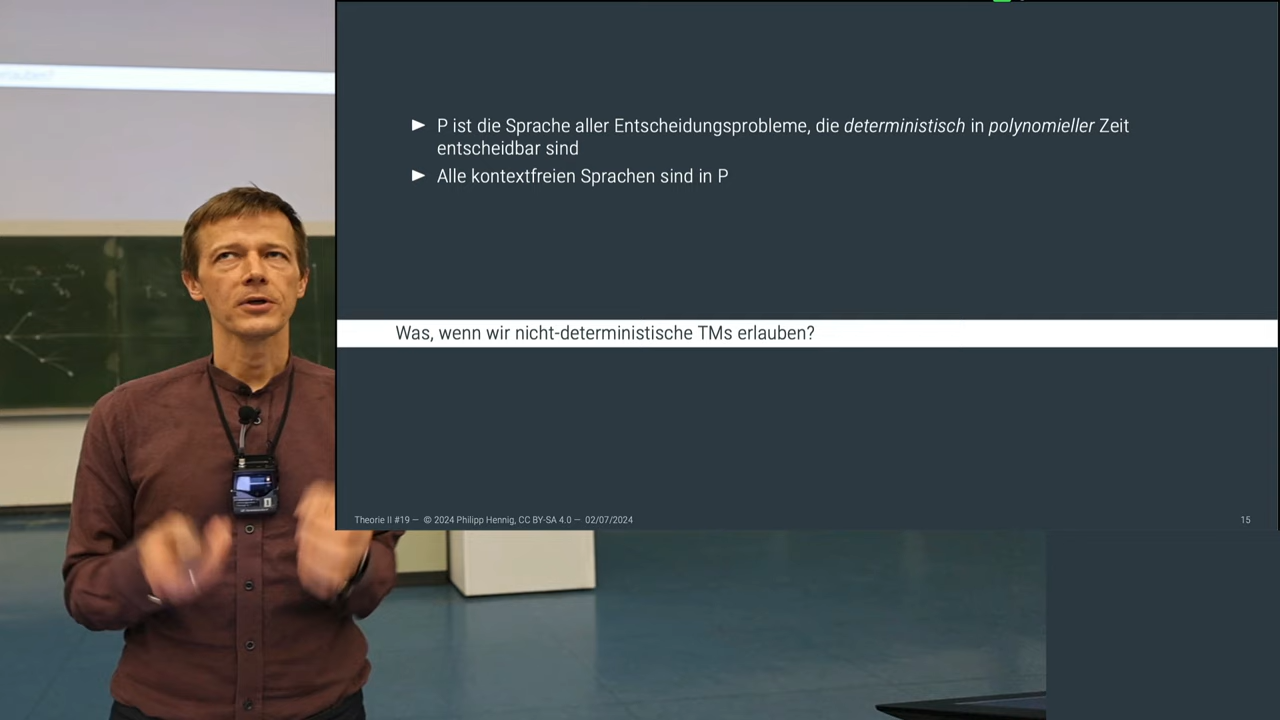 ► P ist die Sprache aller Entscheidungsprobleme, die deterministisch in polynomieller Zeit
entscheidbar sind
► Alle kontextfreien Sprachen sind in P
Was, wenn wir nicht-deterministische TMs erlauben?
Theorie II #19 — © 2024 Philipp Hennig, CC BY-SA 4.0 — 02/07/2024
15